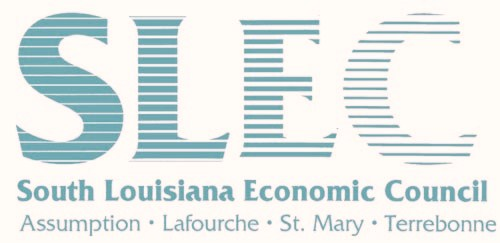 SLEC
South Louisiana Economic Council
Assumption • Lafourche • St. Mary • Terrebonne